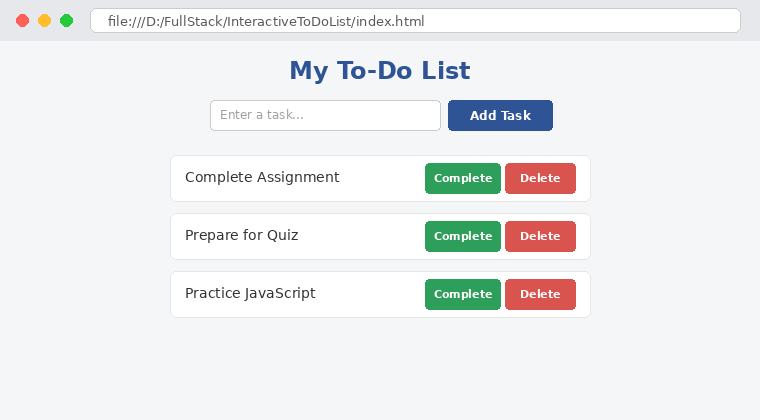 file:///D:/FullStack/InteractiveToDoList/index.html
My To-Do List
Enter a task... Add Task
Complete Assignment Complete Delete
Prepare for Quiz Complete Delete
Practice JavaScript Complete Delete